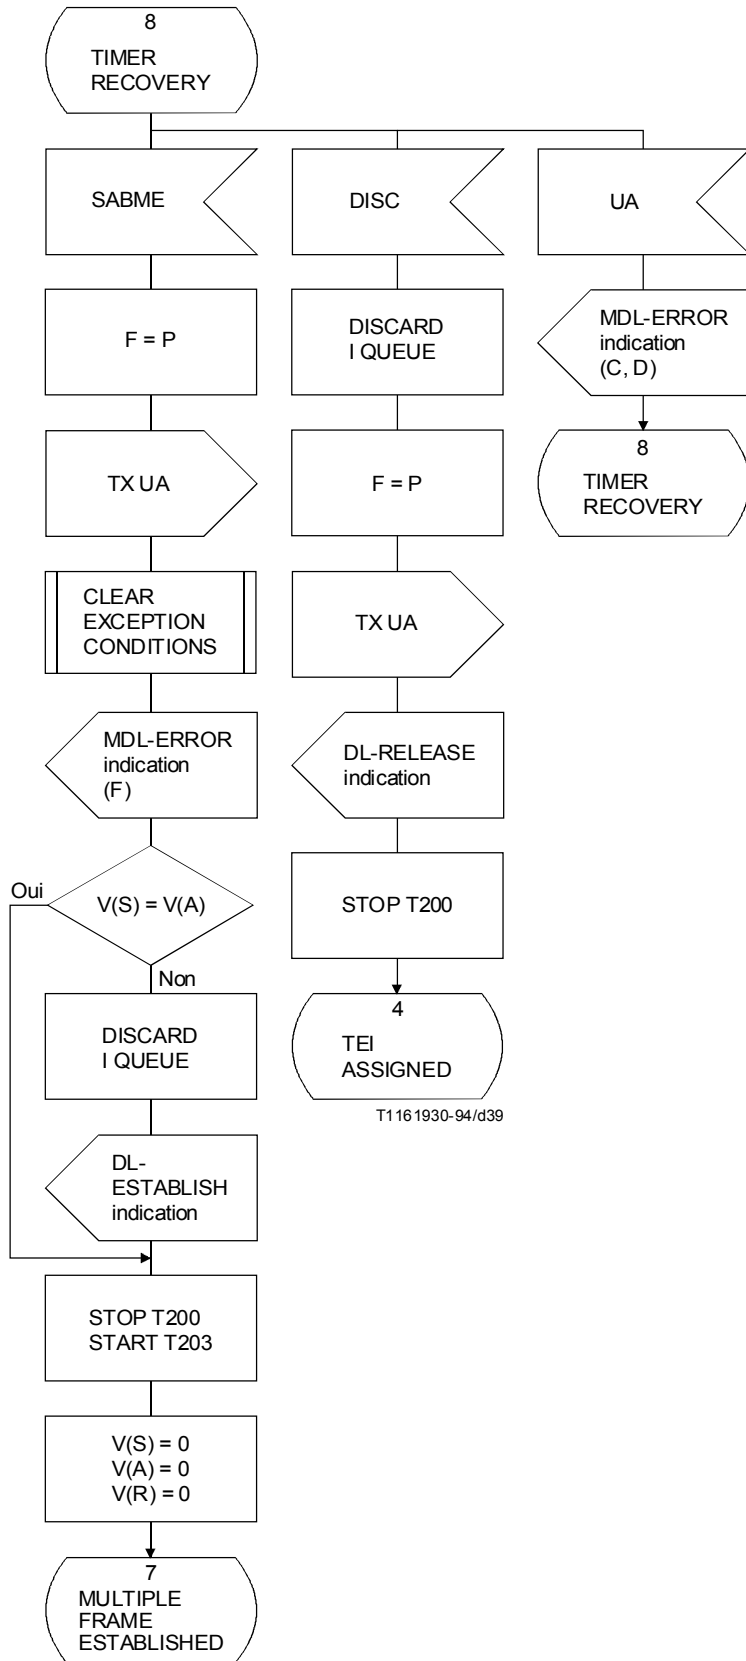 8
TIMER
RECOVERY
SABME
F = P
TX UA
CLEAR
EXCEPTION
CONDITIONS
MDL-ERROR
indication
(F)
Oui
V(S) = V(A)
Non
DISCARD
I QUEUE
DL-
ESTABLISH
indication
STOP T200
START T203
V(S) = 0
V(A) = 0
V(R) = 0
7
MULTIPLE
FRAME
ESTABLISHED
DISC
DISCARD
I QUEUE
F = P
TX UA
DL-RELEASE
indication
STOP T200
4
TEI
ASSIGNED
T1161930-94/d39
UA
MDL-ERROR
indication
(C, D)
8
TIMER
RECOVERY